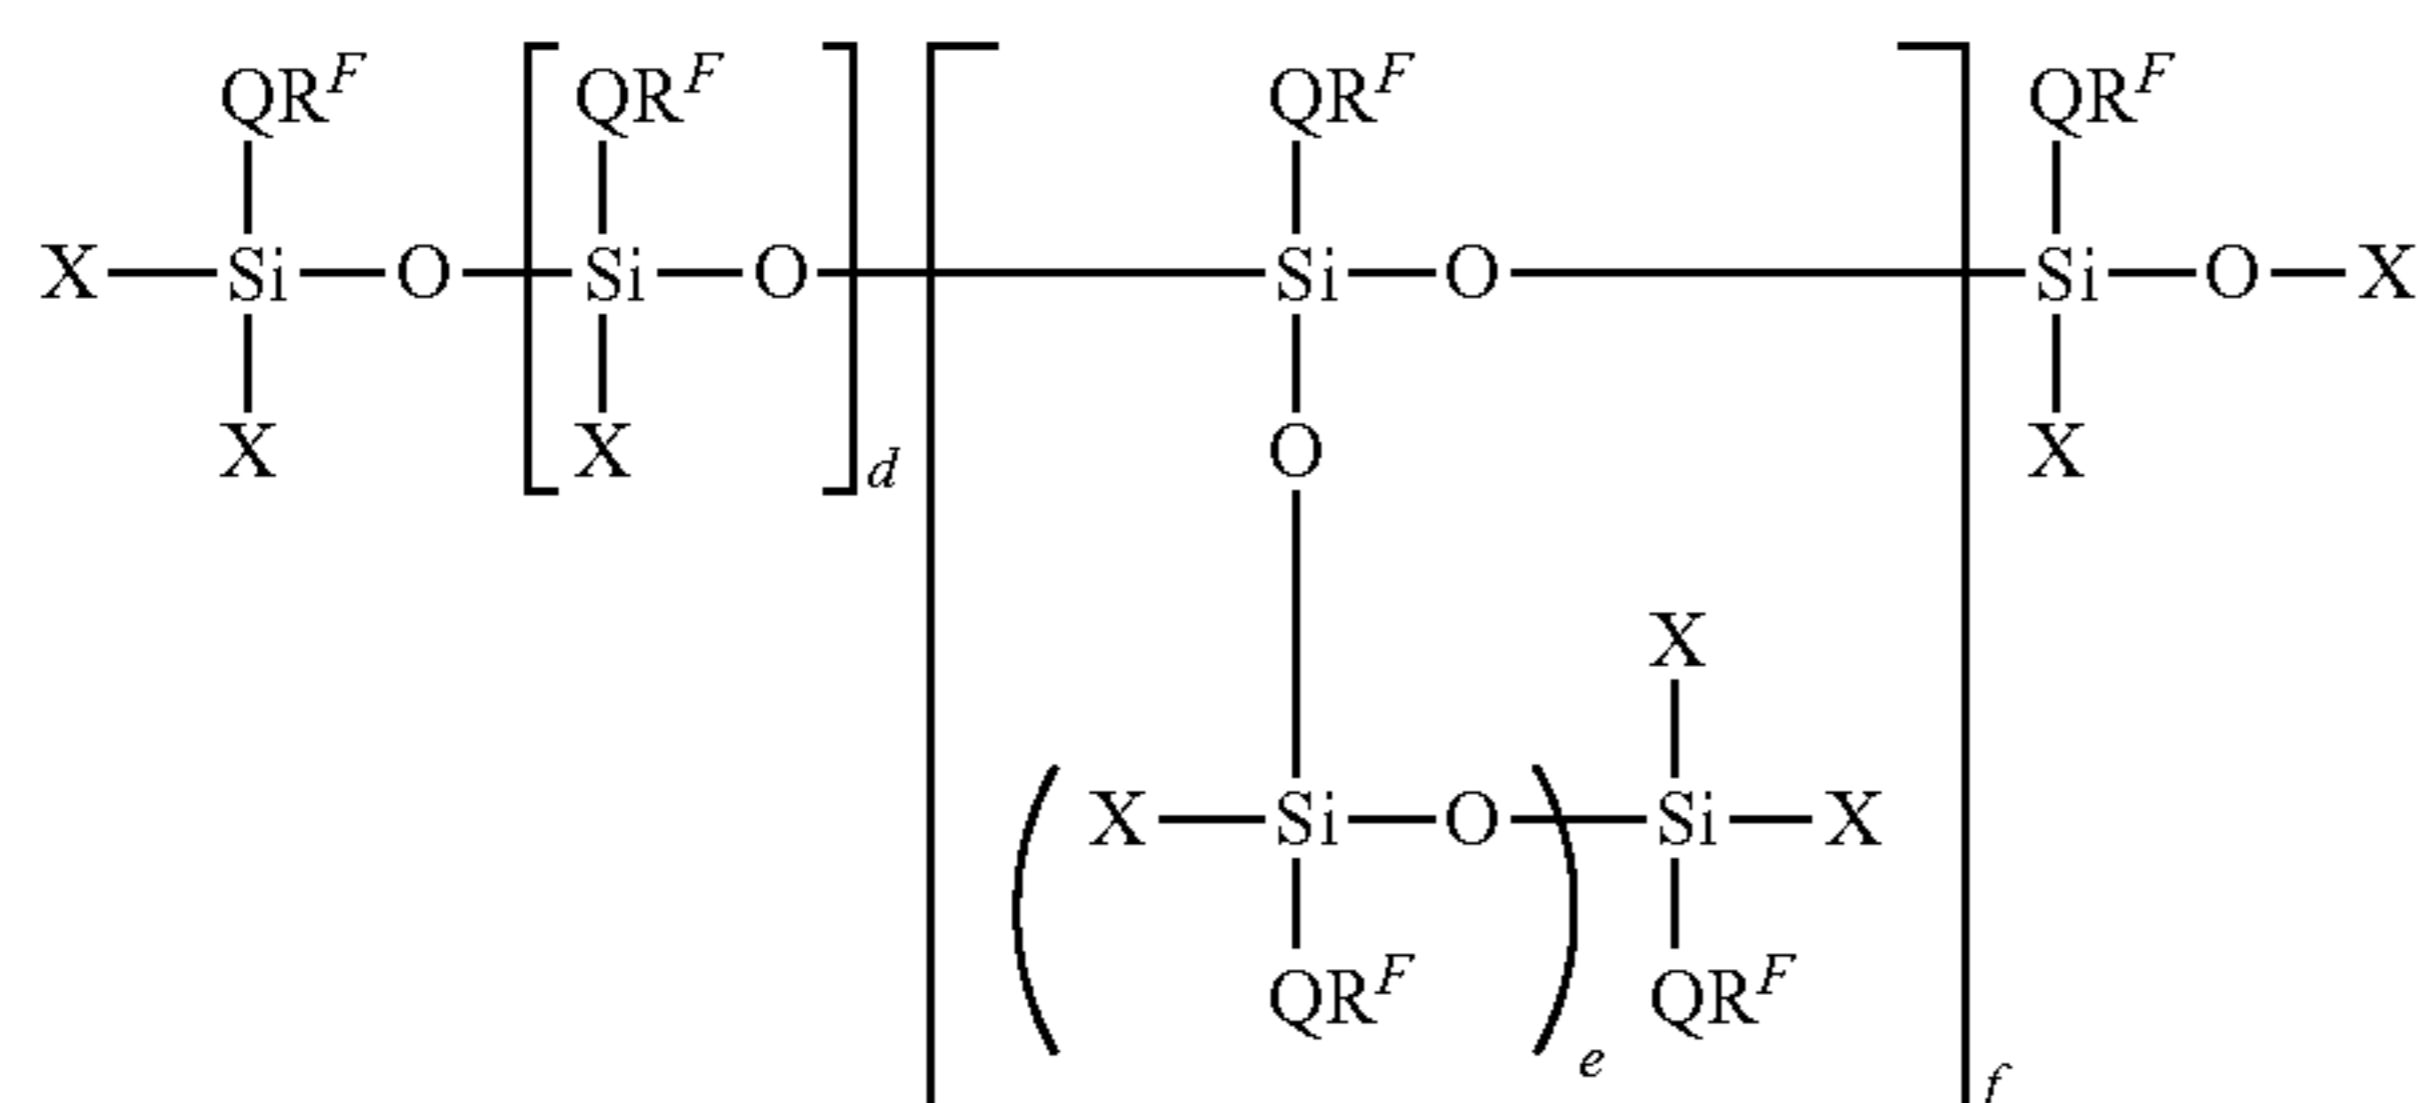 QR^F QR^F QR^F QR^F
X—Si—O—Si—O—Si—O—Si—O—X
X X d O X
X
X—Si—O—Si—X
QR^F QR^F
e f